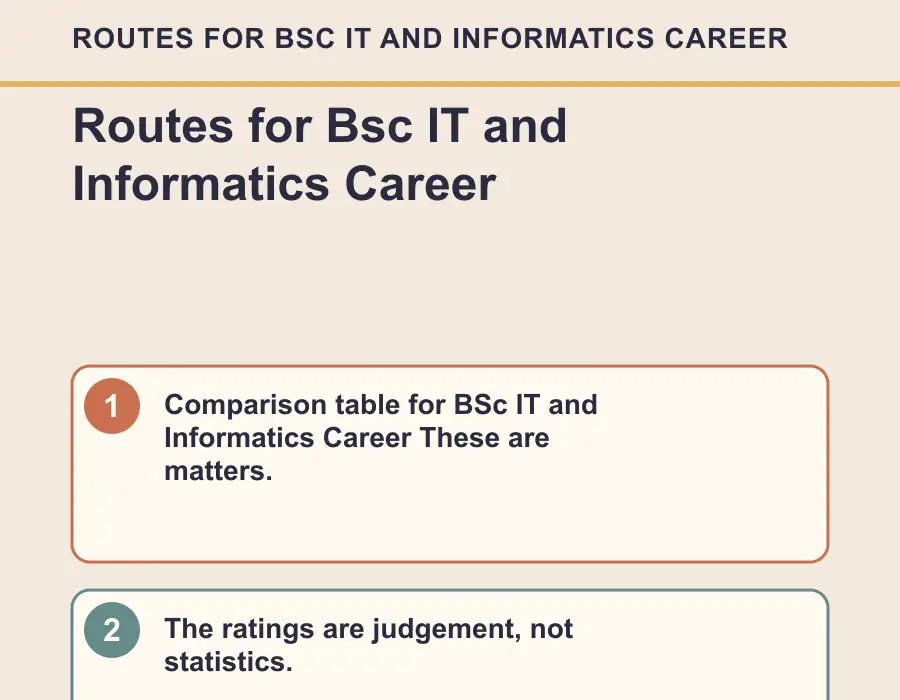 ROUTES FOR BSC IT AND INFORMATICS CAREER
Routes for Bsc IT and
Informatics Career
1
Comparison table for BSc IT and
Informatics Career These are
matters.
2
The ratings are judgement, not
statistics.